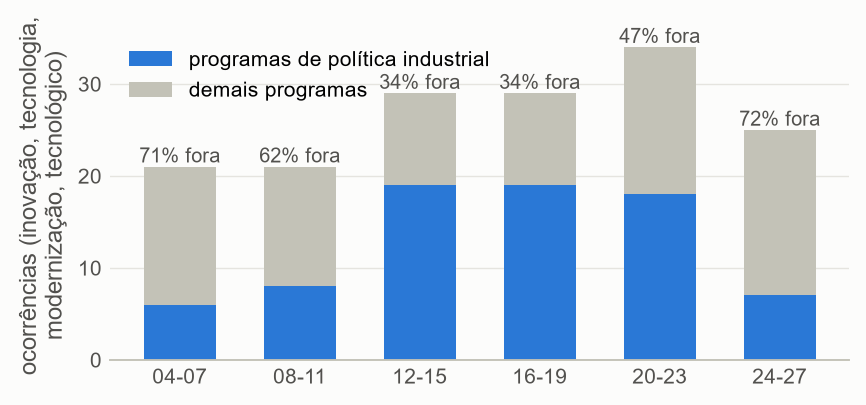 ocorrências (inovação, tecnologia,
modernização, tecnológico)
programas de política industrial
demais programas
30
20
10
0
71% fora
62% fora
34% fora
34% fora
47% fora
72% fora
04-07
08-11
12-15
16-19
20-23
24-27